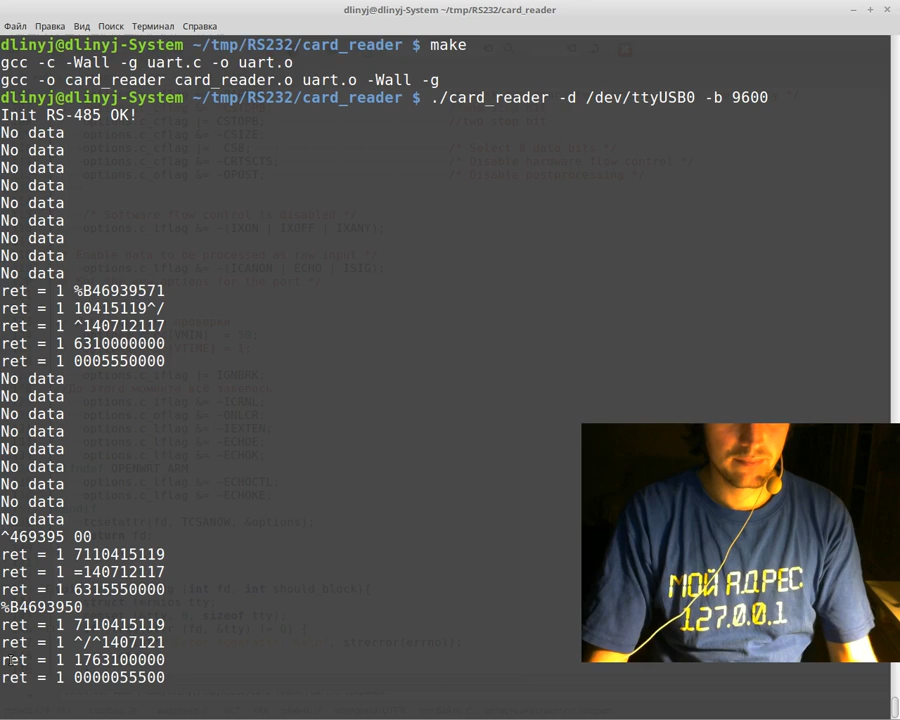 dlinyj@dlinyj-System ~/tmp/RS232/card_reader
Файл Правка Вид Поиск Терминал Справка
dlinyj@dlinyj-System ~/tmp/RS232/card_reader $ make
gcc -c -Wall -g uart.c -o uart.o
gcc -o card_reader card_reader.o uart.o -Wall -g
dlinyj@dlinyj-System ~/tmp/RS232/card_reader $ ./card_reader -d /dev/ttyUSB0 -b 9600
Init RS-485 OK!
No data
No data
No data
No data
No data
No data
No data
No data
No data
ret = 1 %B46939571
ret = 1 10415119^/
ret = 1 ^140712117
ret = 1 6310000000
ret = 1 0005550000
No data
No data
No data
No data
No data
No data
No data
No data
No data
^469395 00
ret = 1 7110415119
ret = 1 =140712117
ret = 1 6315550000
%B4693950
ret = 1 7110415119
ret = 1 ^/^1407121
ret = 1 1763100000
ret = 1 0000055500
МОЙ АДРЕС
127.0.0.1